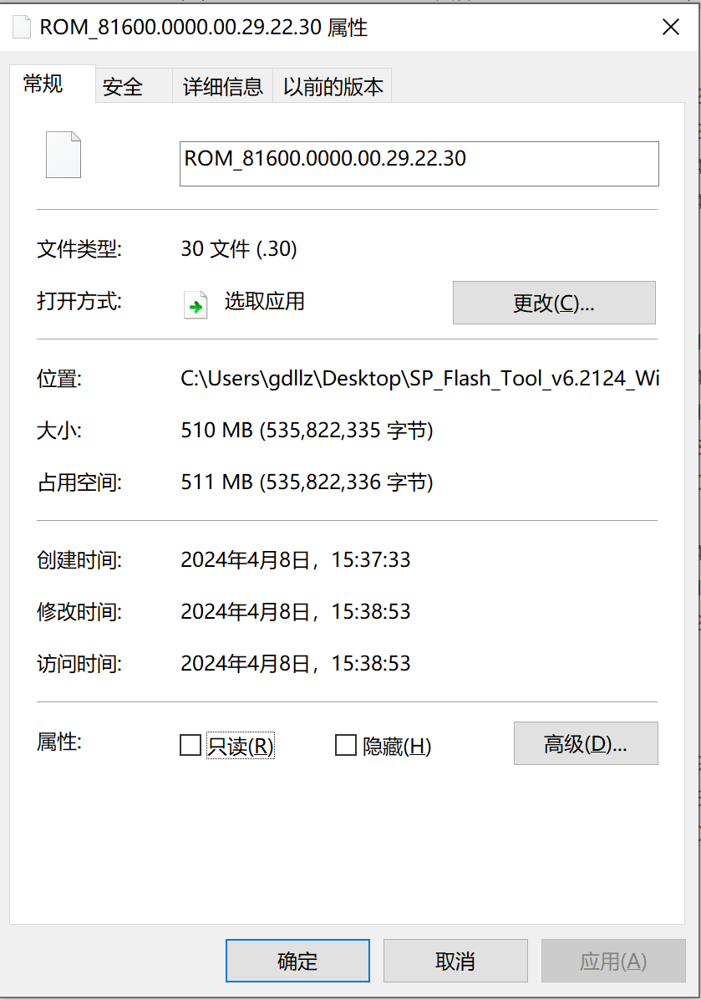 ROM_81600.0000.00.29.22.30 属性
常规 安全 详细信息 以前的版本
ROM_81600.0000.00.29.22.30
文件类型: 30 文件 (.30)
打开方式: 选取应用 更改(C)...
位置: C:\Users\gdllz\Desktop\SP_Flash_Tool_v6.2124_Wi
大小: 510 MB (535,822,335 字节)
占用空间: 511 MB (535,822,336 字节)
创建时间: 2024年4月8日，15:37:33
修改时间: 2024年4月8日，15:38:53
访问时间: 2024年4月8日，15:38:53
属性: 只读(R) 隐藏(H) 高级(D)...
确定 取消 应用(A)